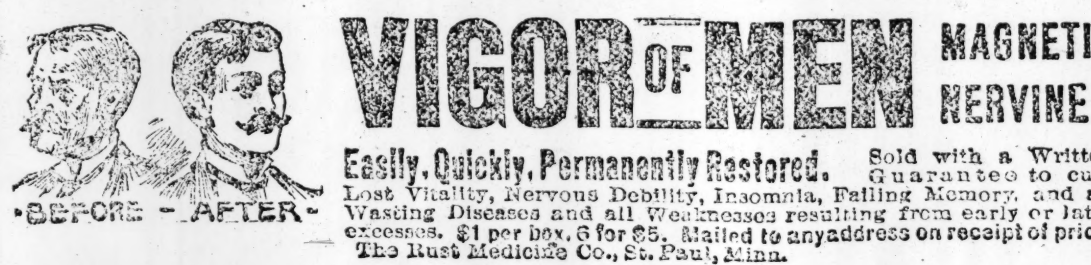 VIGOR OF MEN
MAGNETI
NERVINE
Easily, Quickly, Permanently Restored.
Sold with a Writte
Guarantee to cu
Lost Vitality, Nervous Debility, Insomnia, Failing Memory, and
Wasting Diseases and all Weaknesses resulting from early or lat
excesses. $1 per box, 6 for $5. Mailed to any address on receipt of pric
The Rust Medicine Co., St. Paul, Minn.
BEFORE - AFTER